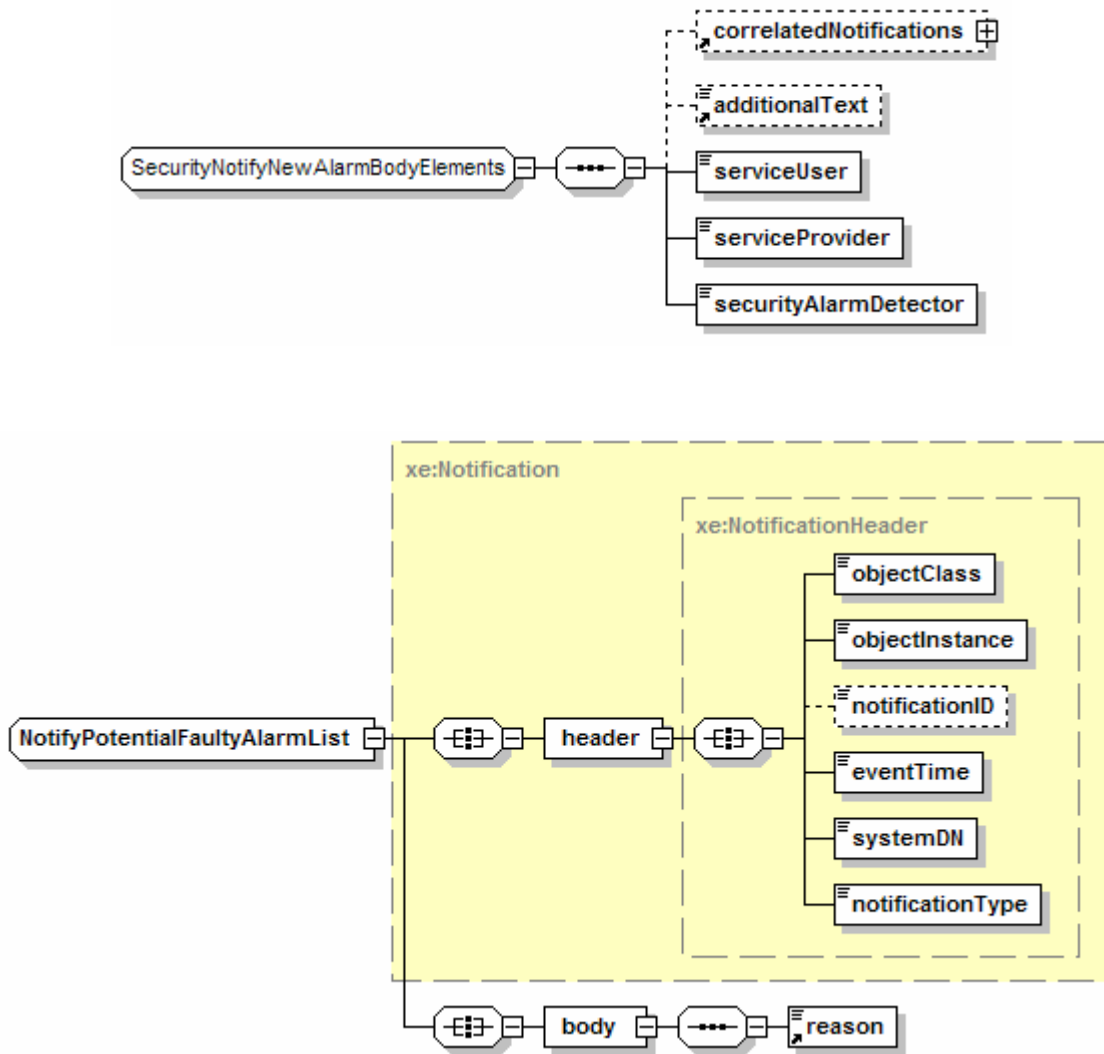 correlatedNotifications
additionalText
SecurityNotifyNewAlarmBodyElements
serviceUser
serviceProvider
securityAlarmDetector
xe:Notification
xe:NotificationHeader
objectClass
objectInstance
notificationID
NotifyPotentialFaultyAlarmList
header
eventTime
systemDN
notificationType
body
reason